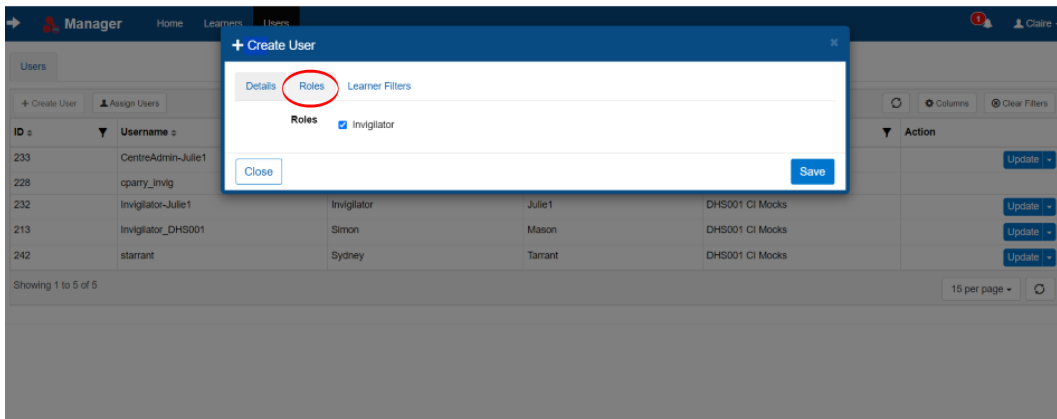 Manager Home Learners Users 1 Claire
+ Create User ×
Users
Details Roles Learner Filters
+ Create User Assign Users Columns Clear Filters
Roles Invigilator
ID Username Action
233 CentreAdmin-Julie1 Update
Close Save
228 cparry_invig
232 Invigilator-Julie1 Invigilator Julie1 DHS001 CI Mocks Update
213 Invigilator_DHS001 Simon Mason DHS001 CI Mocks Update
242 starrant Sydney Tarrant DHS001 CI Mocks Update
Showing 1 to 5 of 5 15 per page